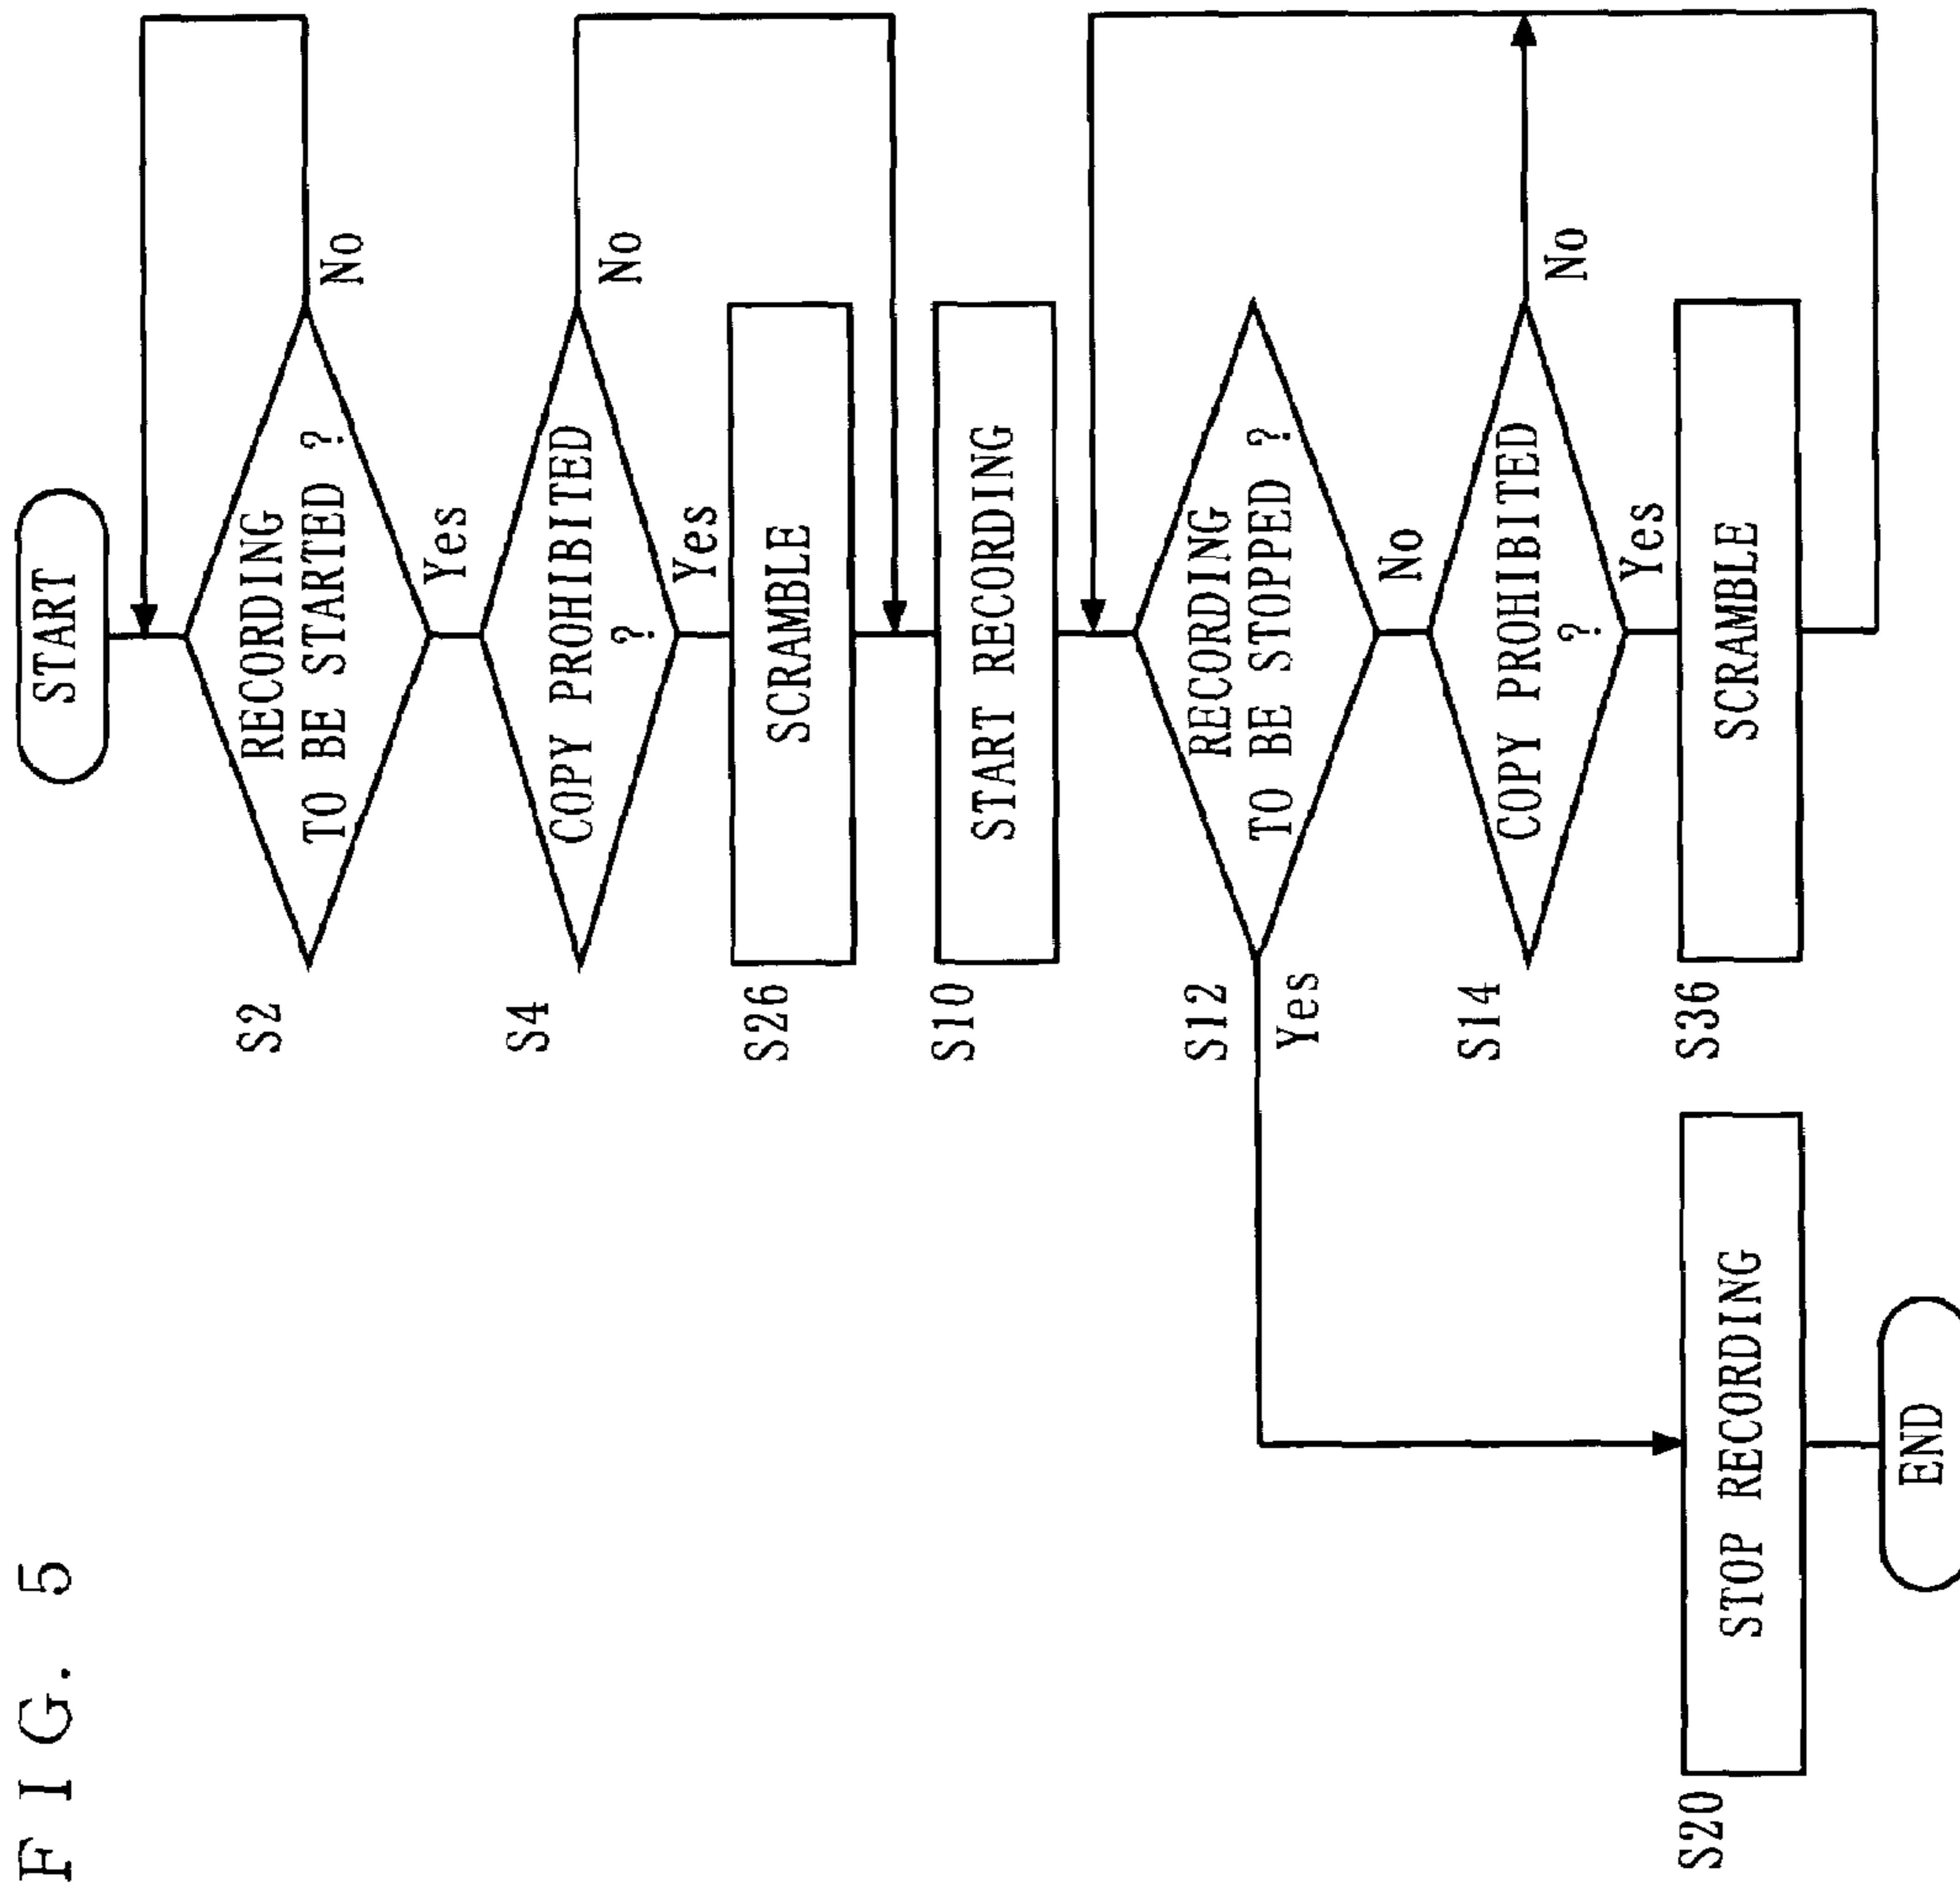 FIG. 5
START
S2
RECORDING
TO BE STARTED ?
No
Yes
S4
COPY PROHIBITED
?
No
Yes
S26
SCRAMBLE
S10
START RECORDING
S12
RECORDING
TO BE STOPPED ?
Yes
No
S14
COPY PROHIBITED
?
No
Yes
S36
SCRAMBLE
S20
STOP RECORDING
END